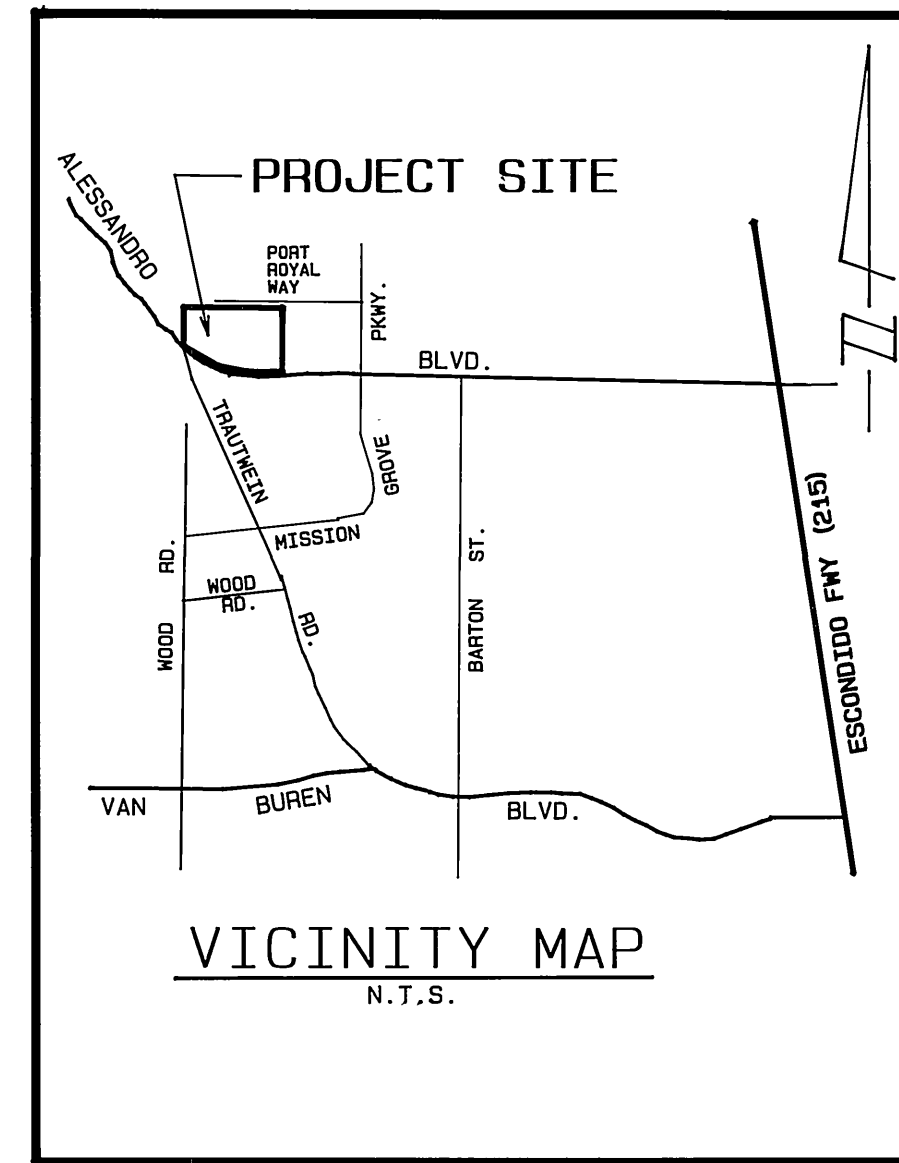 PROJECT SITE
ALESSANDRO
PORT
ROYAL
WAY
PKWY.
BLVD.
N
TRAUTWEIN
GROVE
MISSION
RD.
WOOD
RD.
WOOD
RD.
BARTON ST.
ESCONDIDO FWY (215)
VAN
BUREN
BLVD.
VICINITY MAP
N.T.S.